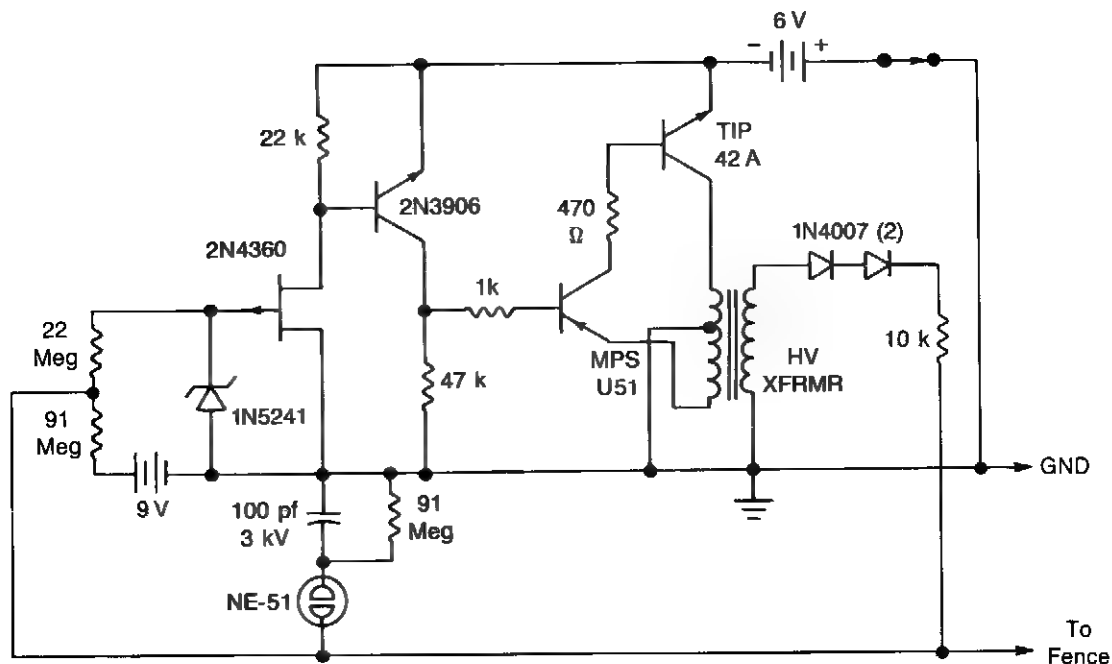 6 V
− +
22 k
TIP
42 A
2N3906
470
Ω
1N4007 (2)
2N4360
1k
22
Meg
MPS
U51
HV
XFRMR
10 k
47 k
1N5241
91
Meg
9 V
GND
100 pf
3 kV
91
Meg
NE-51
To
Fence